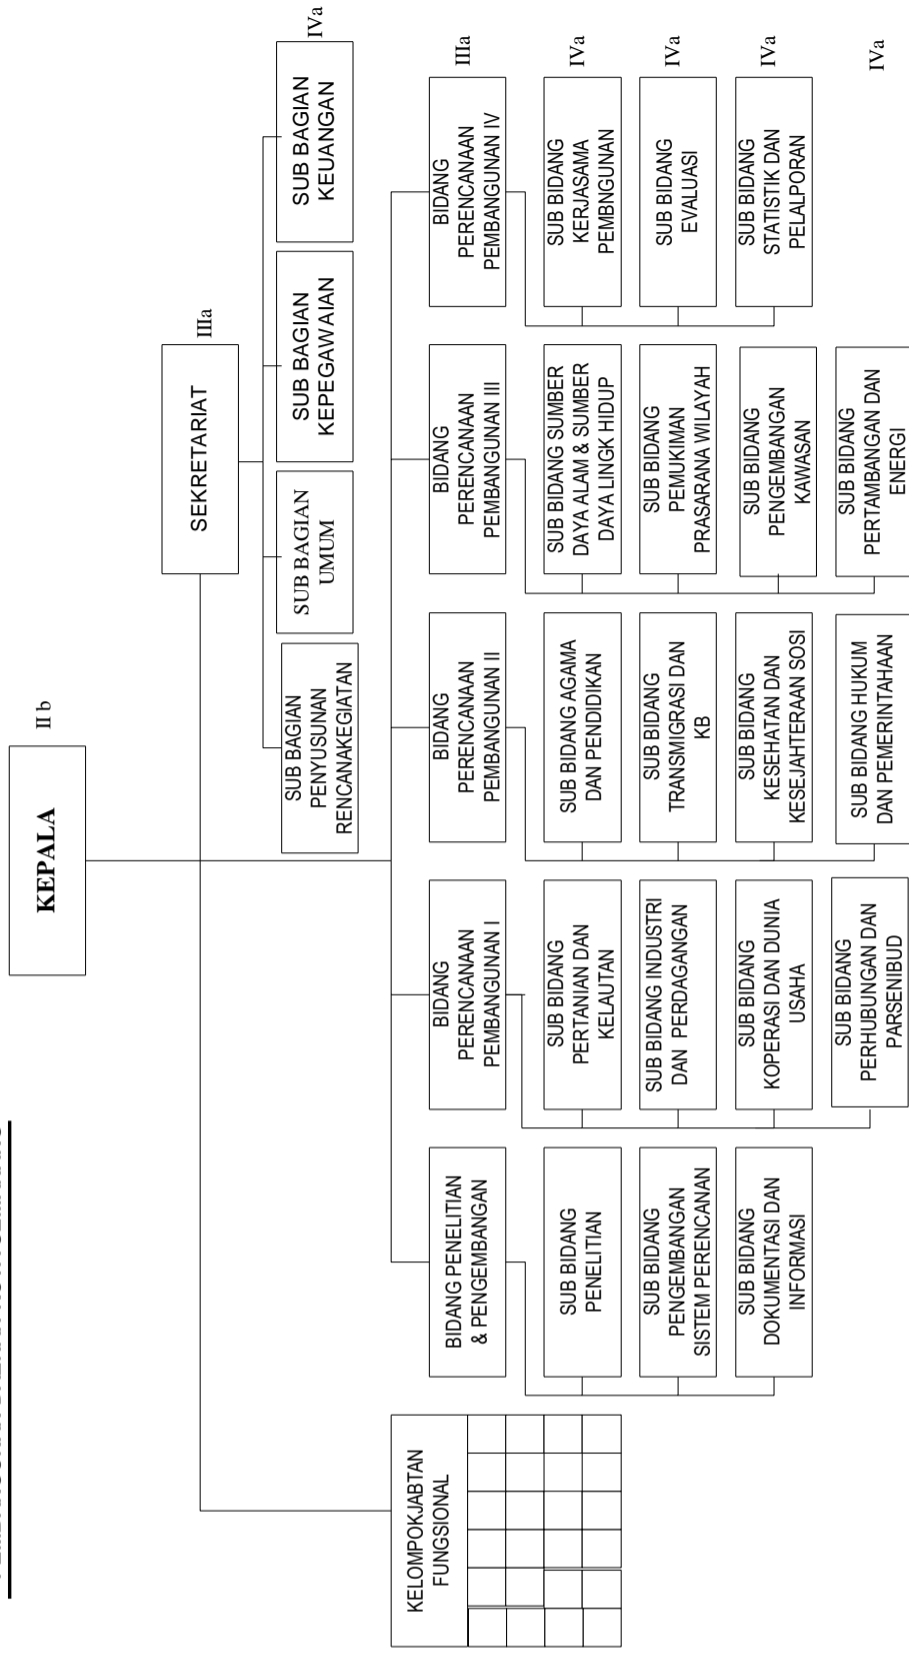 KEPALA
II b
SEKRETARIAT
IIIa
SUB BAGIAN
PENYUSUNAN
RENCANAKEGIATAN
SUB BAGIAN
UMUM
SUB BAGIAN
KEPEGAWAIAN
SUB BAGIAN
KEUANGAN
IVa
KELOMPOKJABTAN
FUNGSIONAL
BIDANG PENELITIAN
& PENGEMBANGAN
BIDANG
PERENCANAAN
PEMBANGUNAN I
BIDANG
PERENCANAAN
PEMBANGUNAN II
BIDANG
PERENCANAAN
PEMBANGUNAN III
BIDANG
PERENCANAAN
PEMBANGUNAN IV
IIIa
SUB BIDANG
PENELITIAN
SUB BIDANG
PERTANIAN DAN
KELAUTAN
SUB BIDANG AGAMA
DAN PENDIDIKAN
SUB BIDANG SUMBER
DAYA ALAM & SUMBER
DAYA LINGK HIDUP
SUB BIDANG
KERJASAMA
PEMBNGUNAN
IVa
SUB BIDANG
PENGEMBANGAN
SISTEM PERENCANAN
SUB BIDANG INDUSTRI
DAN PERDAGANGAN
SUB BIDANG
TRANSMIGRASI DAN
KB
SUB BIDANG
PEMUKIMAN
PRASARANA WILAYAH
SUB BIDANG
EVALUASI
IVa
SUB BIDANG
DOKUMENTASI DAN
INFORMASI
SUB BIDANG
KOPERASI DAN DUNIA
USAHA
SUB BIDANG
KESEHATAN DAN
KESEJAHTERAAN SOSI
SUB BIDANG
PENGEMBANGAN
KAWASAN
SUB BIDANG
STATISTIK DAN
PELALPORAN
IVa
SUB BIDANG
PERHUBUNGAN DAN
PARSENIBUD
SUB BIDANG HUKUM
DAN PEMERINTAHAAN
SUB BIDANG
PERTAMBANGAN DAN
ENERGI
IVa